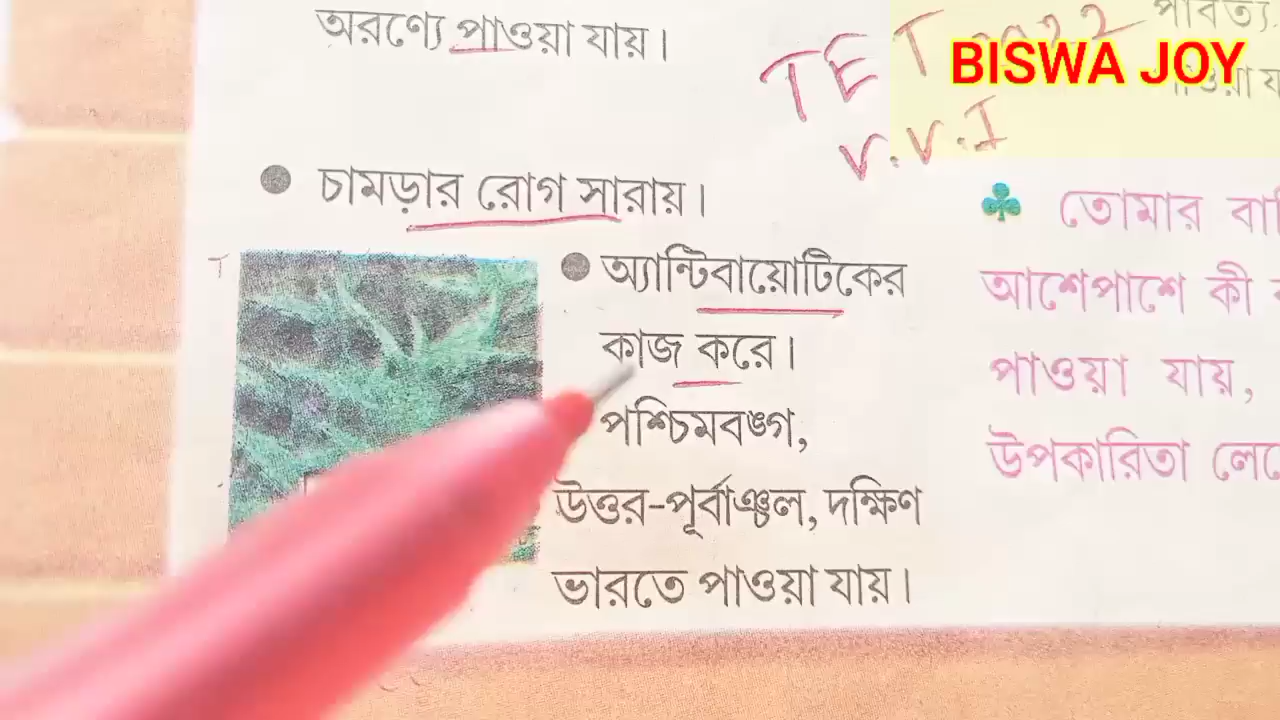 অরণ্যে পাওয়া যায়।
TET 2022
V.V.I
BISWA JOY
পার্বত্য
চামড়ার রোগ সারায়।
অ্যান্টিবায়োটিকের
কাজ করে।
পশ্চিমবঙ্গ,
উত্তর-পূর্বাঞ্চল, দক্ষিণ
ভারতে পাওয়া যায়।
তোমার
আশেপাশে কী
পাওয়া যায়,
উপকারিতা